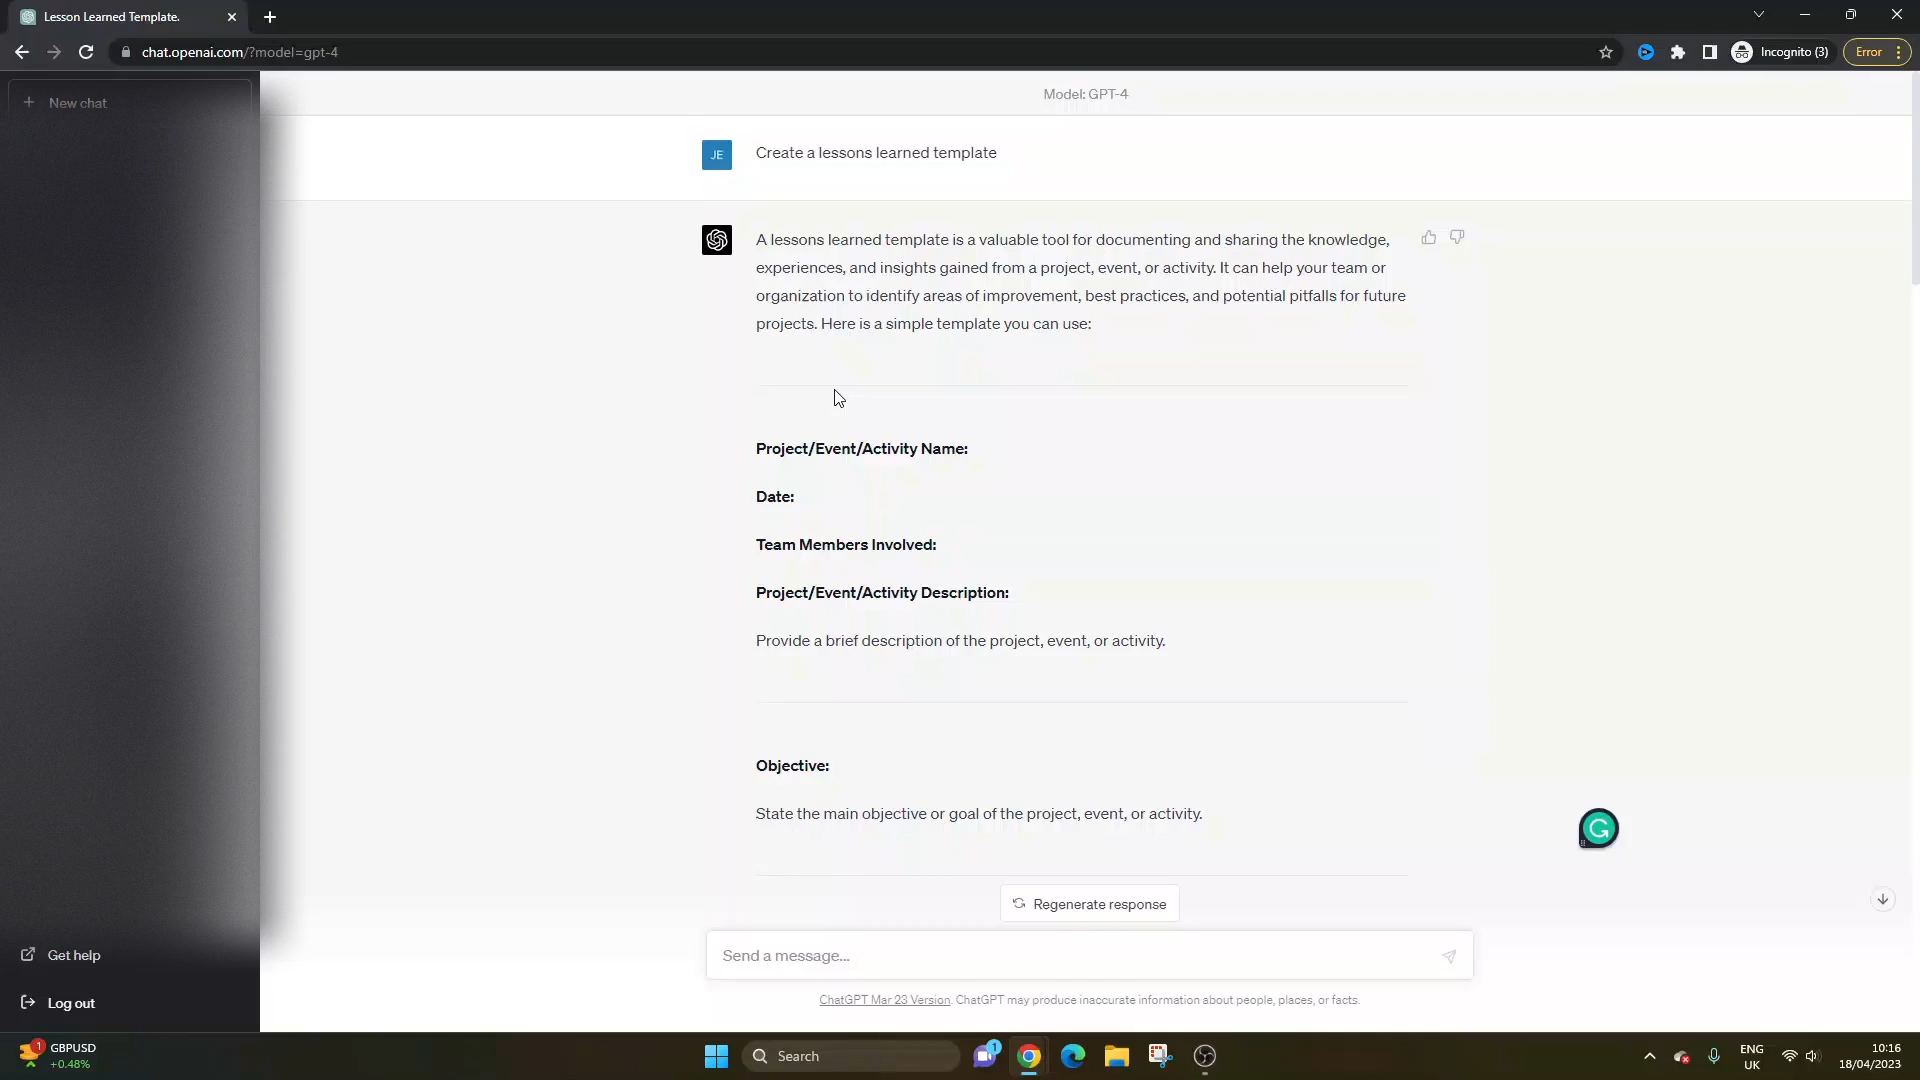 Lesson Learned Template.
chat.openai.com/?model=gpt-4
Incognito (3)
Error
New chat
Model: GPT-4
JE
Create a lessons learned template
A lessons learned template is a valuable tool for documenting and sharing the knowledge,
experiences, and insights gained from a project, event, or activity. It can help your team or
organization to identify areas of improvement, best practices, and potential pitfalls for future
projects. Here is a simple template you can use:
Project/Event/Activity Name:
Date:
Team Members Involved:
Project/Event/Activity Description:
Provide a brief description of the project, event, or activity.
Objective:
State the main objective or goal of the project, event, or activity.
Regenerate response
Send a message...
ChatGPT Mar 23 Version. ChatGPT may produce inaccurate information about people, places, or facts.
Get help
Log out
1
GBPUSD
+0.48%
Search
1
ENG
UK
10:16
18/04/2023